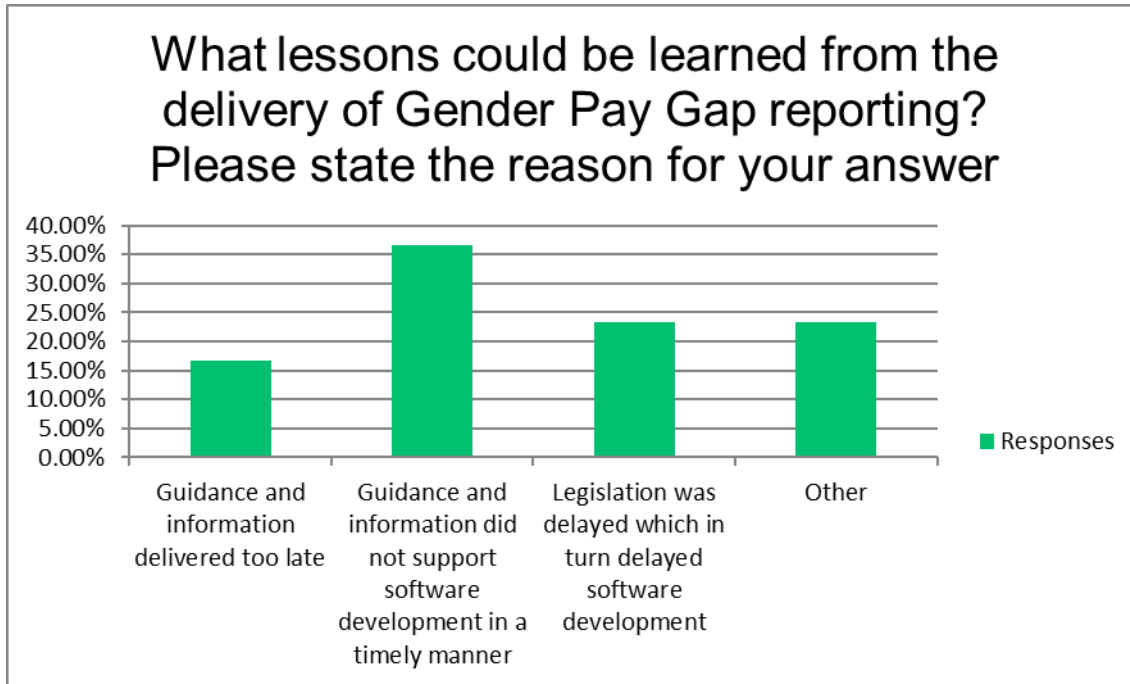 What lessons could be learned from the
delivery of Gender Pay Gap reporting?
Please state the reason for your answer
40.00%
35.00%
30.00%
25.00%
20.00%
15.00%
10.00%
5.00%
0.00%
Guidance and
information
delivered too late
Guidance and
information did
not support
software
development in a
timely manner
Legislation was
delayed which in
turn delayed
software
development
Other
Responses